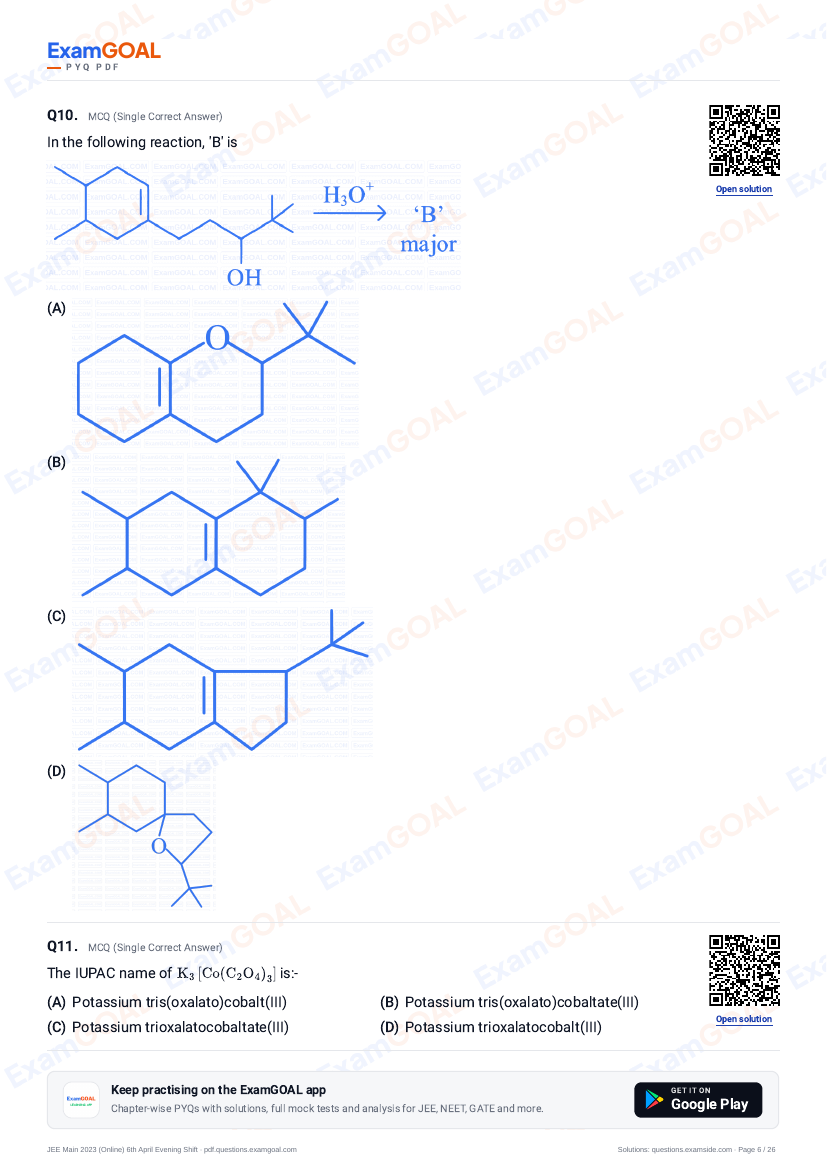 ExamGOAL
PYQ PDF
Q10. MCQ (Single Correct Answer)
In the following reaction, 'B' is
Open solution
H₃O⁺
'B'
major
OH
(A)
O
(B)
(C)
(D)
O
Q11. MCQ (Single Correct Answer)
The IUPAC name of K₃ [Co(C₂O₄)₃] is:-
(A) Potassium tris(oxalato)cobalt(III) (B) Potassium tris(oxalato)cobaltate(III)
(C) Potassium trioxalatocobaltate(III) (D) Potassium trioxalatocobalt(III)
Open solution
Keep practising on the ExamGOAL app
Chapter-wise PYQs with solutions, full mock tests and analysis for JEE, NEET, GATE and more.
GET IT ON
Google Play
JEE Main 2023 (Online) 6th April Evening Shift · pdf.questions.examgoal.com Solutions: questions.examside.com · Page 6 / 26